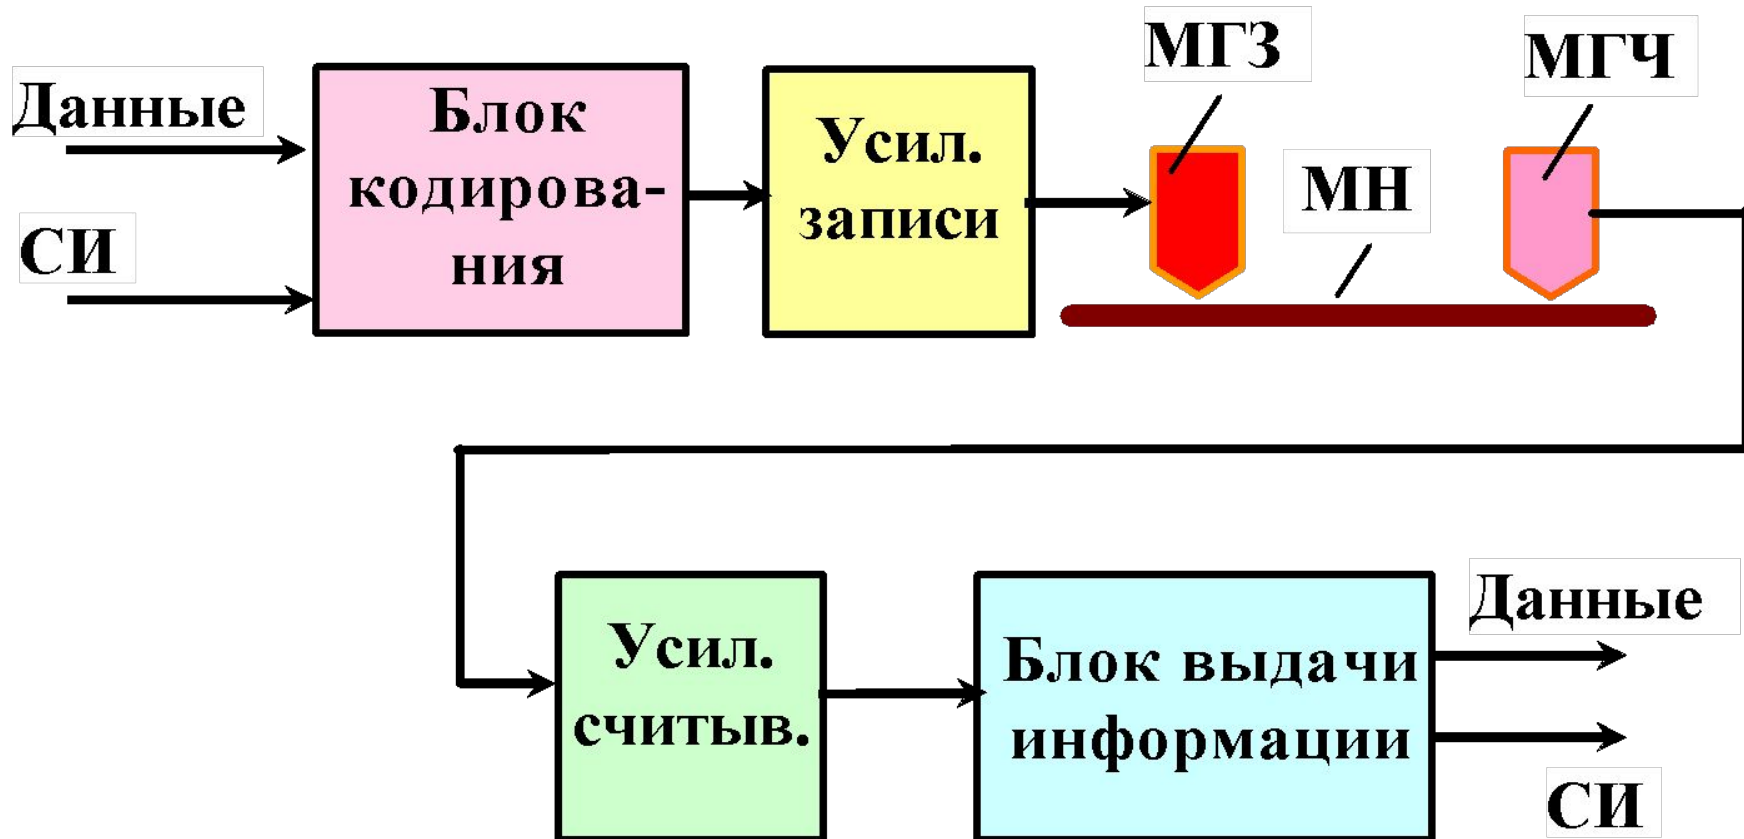 МГЗ
МГЧ
Данные
Блок
кодирова-
ния
Усил.
записи
МН
СИ
Усил.
считыв.
Блок выдачи
информации
Данные
СИ